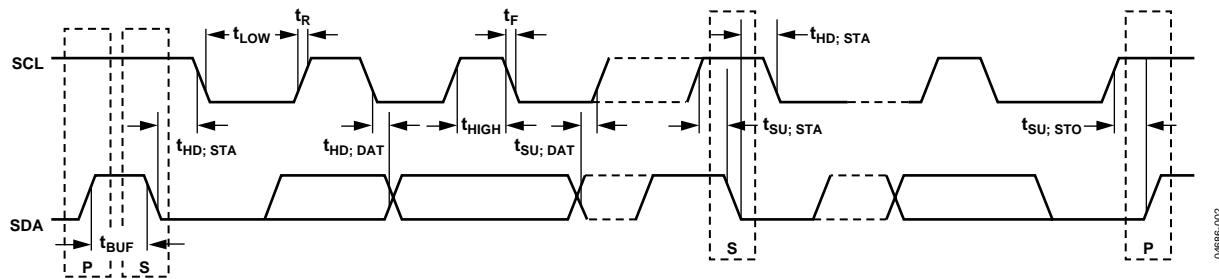 tR
tF
tLOW
tHD; STA
SCL
tHD; STA
tHD; DAT
tHIGH
tSU; DAT
tSU; STA
tSU; STO
SDA
tBUF
P
S
S
P
04686-002